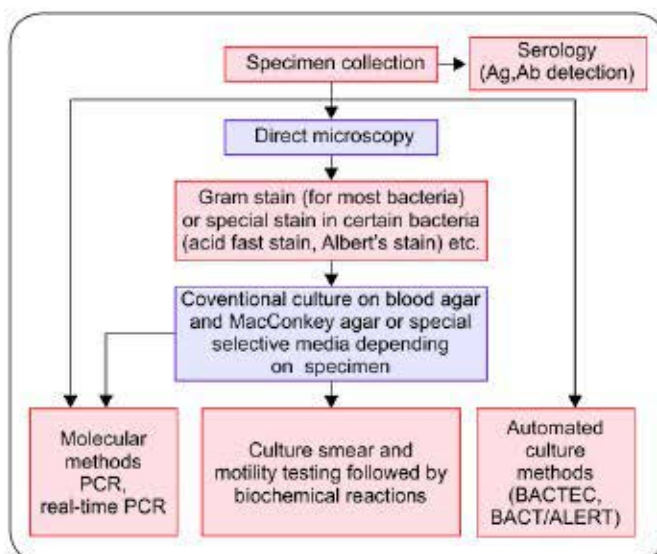 Specimen collection
Serology
(Ag,Ab detection)
Direct microscopy
Gram stain (for most bacteria)
or special stain in certain bacteria
(acid fast stain, Albert's stain) etc.
Coventional culture on blood agar
and MacConkey agar or special
selective media depending
on specimen
Molecular
methods
PCR,
real-time PCR
Culture smear and
motility testing followed by
biochemical reactions
Automated
culture
methods
(BACTEC,
BACT/ALERT)